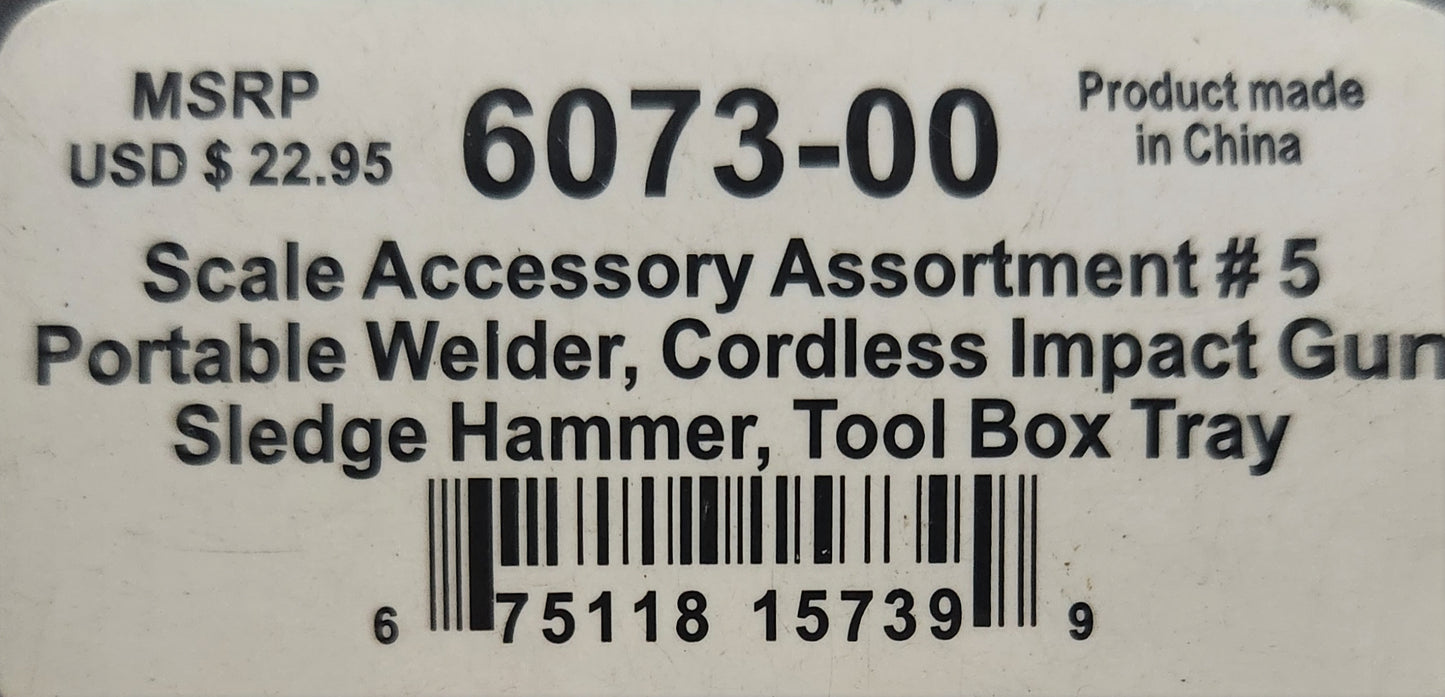 MSRP
USD $ 22.95
6073-00
Product made
in China
Scale Accessory Assortment # 5
Portable Welder, Cordless Impact Gun
Sledge Hammer, Tool Box Tray
6 75118 15739 9